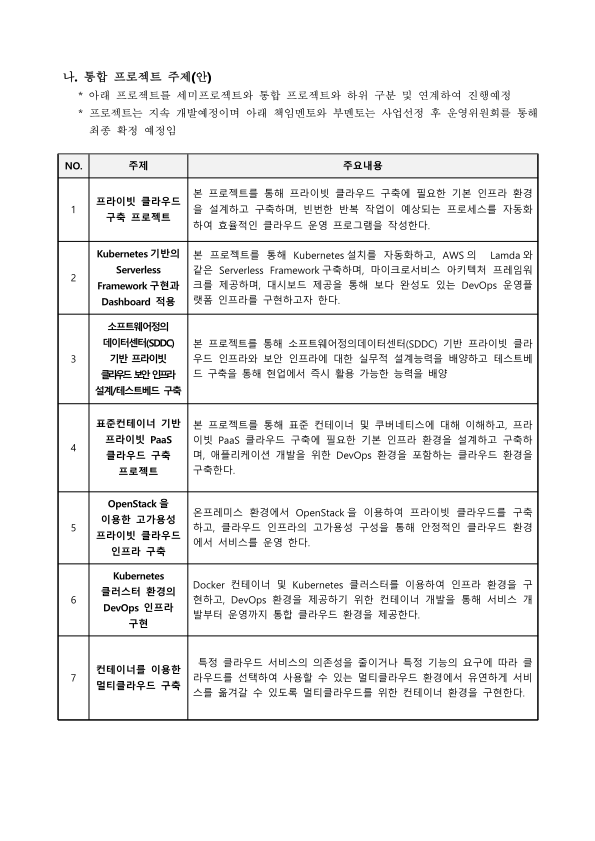 나. 통합 프로젝트 주제(안)
* 아래 프로젝트를 세미프로젝트와 통합 프로젝트와 하위 구분 및 연계하여 진행예정
* 프로젝트는 지속 개발예정이며 아래 책임멘토와 부멘토는 사업선정 후 운영위원회를 통해
최종 확정 예정임
NO. 주제 주요내용
1
프라이빗 클라우드
구축 프로젝트
본 프로젝트를 통해 프라이빗 클라우드 구축에 필요한 기본 인프라 환경
을 설계하고 구축하며, 빈번한 반복 작업이 예상되는 프로세스를 자동화
하여 효율적인 클라우드 운영 프로그램을 작성한다.
2
Kubernetes 기반의
Serverless
Framework 구현과
Dashboard 적용
본 프로젝트를 통해 Kubernetes 설치를 자동화하고, AWS 의 Lamda 와
같은 Serverless Framework 구축하며, 마이크로서비스 아키텍처 프레임워
크를 제공하며, 대시보드 제공을 통해 보다 완성도 있는 DevOps 운영플
랫폼 인프라를 구현하고자 한다.
3
소프트웨어정의
데이터센터(SDDC)
기반 프라이빗
클라우드 보안 인프라
설계/테스트베드 구축
본 프로젝트를 통해 소프트웨어정의데이터센터(SDDC) 기반 프라이빗 클라
우드 인프라와 보안 인프라에 대한 실무적 설계능력을 배양하고 테스트베
드 구축을 통해 현업에서 즉시 활용 가능한 능력을 배양
4
표준컨테이너 기반
프라이빗 PaaS
클라우드 구축
프로젝트
본 프로젝트를 통해 표준 컨테이너 및 쿠버네티스에 대해 이해하고, 프라
이빗 PaaS 클라우드 구축에 필요한 기본 인프라 환경을 설계하고 구축하
며, 애플리케이션 개발을 위한 DevOps 환경을 포함하는 클라우드 환경을
구축한다.
5
OpenStack 을
이용한 고가용성
프라이빗 클라우드
인프라 구축
온프레미스 환경에서 OpenStack 을 이용하여 프라이빗 클라우드를 구축
하고, 클라우드 인프라의 고가용성 구성을 통해 안정적인 클라우드 환경
에서 서비스를 운영 한다.
6
Kubernetes
클러스터 환경의
DevOps 인프라
구현
Docker 컨테이너 및 Kubernetes 클러스터를 이용하여 인프라 환경을 구
현하고, DevOps 환경을 제공하기 위한 컨테이너 개발을 통해 서비스 개
발부터 운영까지 통합 클라우드 환경을 제공한다.
7
컨테이너를 이용한
멀티클라우드 구축
특정 클라우드 서비스의 의존성을 줄이거나 특정 기능의 요구에 따라 클
라우드를 선택하여 사용할 수 있는 멀티클라우드 환경에서 유연하게 서비
스를 옮겨갈 수 있도록 멀티클라우드를 위한 컨테이너 환경을 구현한다.